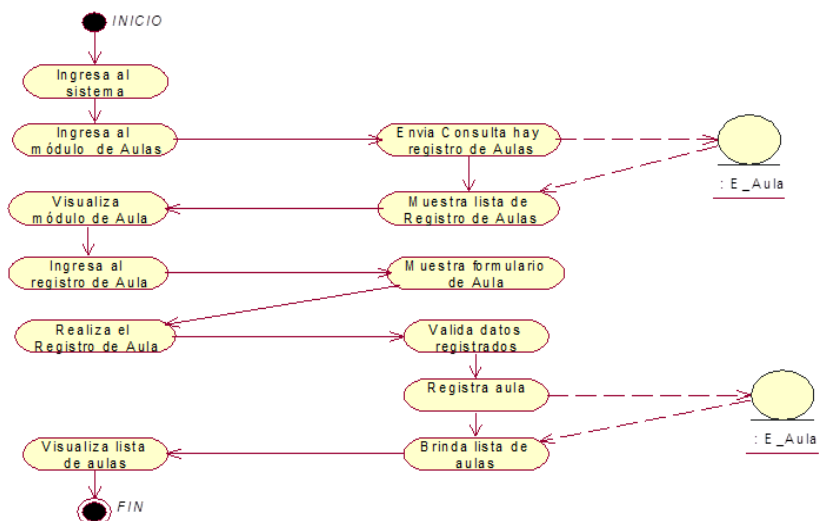 INICIO
Ingresa al
sistema
Ingresa al
módulo de Aulas
Envia Consulta hay
registro de Aulas
: E_Aula
Muestra lista de
Registro de Aulas
Visualiza
módulo de Aula
Ingresa al
registro de Aula
Muestra formulario
de Aula
Realiza el
Registro de Aula
Valida datos
registrados
Registra aula
: E_Aula
Brinda lista de
aulas
Visualiza lista
de aulas
FIN